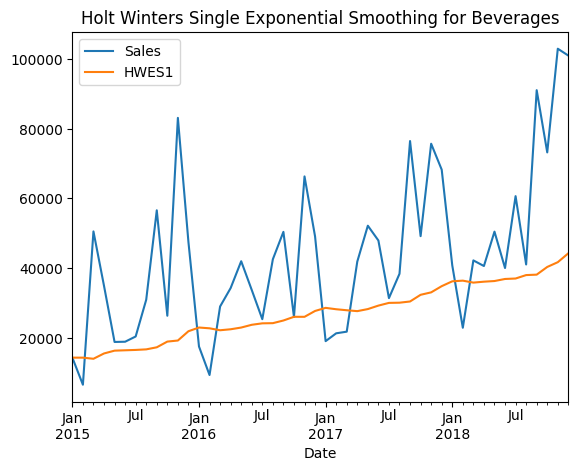 Holt Winters Single Exponential Smoothing for Beverages
Sales
HWES1
100000
80000
60000
40000
20000
Jan Jul Jan Jul Jan Jul Jan Jul
2015 2016 2017 2018
Date